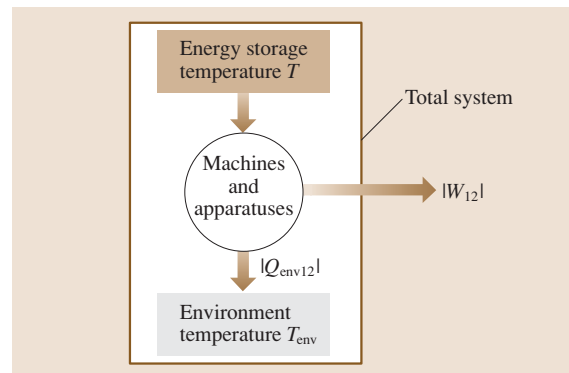 Energy storage
temperature T
Total system
Machines
and
apparatuses
|W12|
|Qenv12|
Environment
temperature Tenv